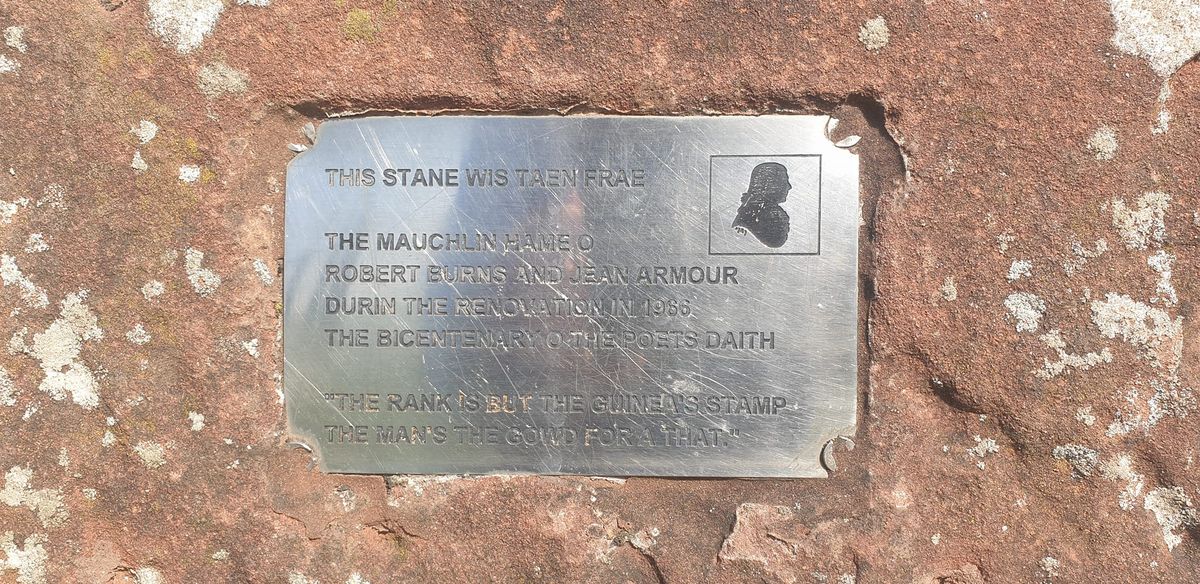 THIS STANE WIS TAEN FRAE
THE MAUCHLIN HAME O
ROBERT BURNS AND JEAN ARMOUR
DURIN THE RENOVATION IN 1986
THE BICENTENARY O THE POETS DAITH
"THE RANK IS BUT THE GUINEA'S STAMP
THE MAN'S THE GOWD FOR A THAT."